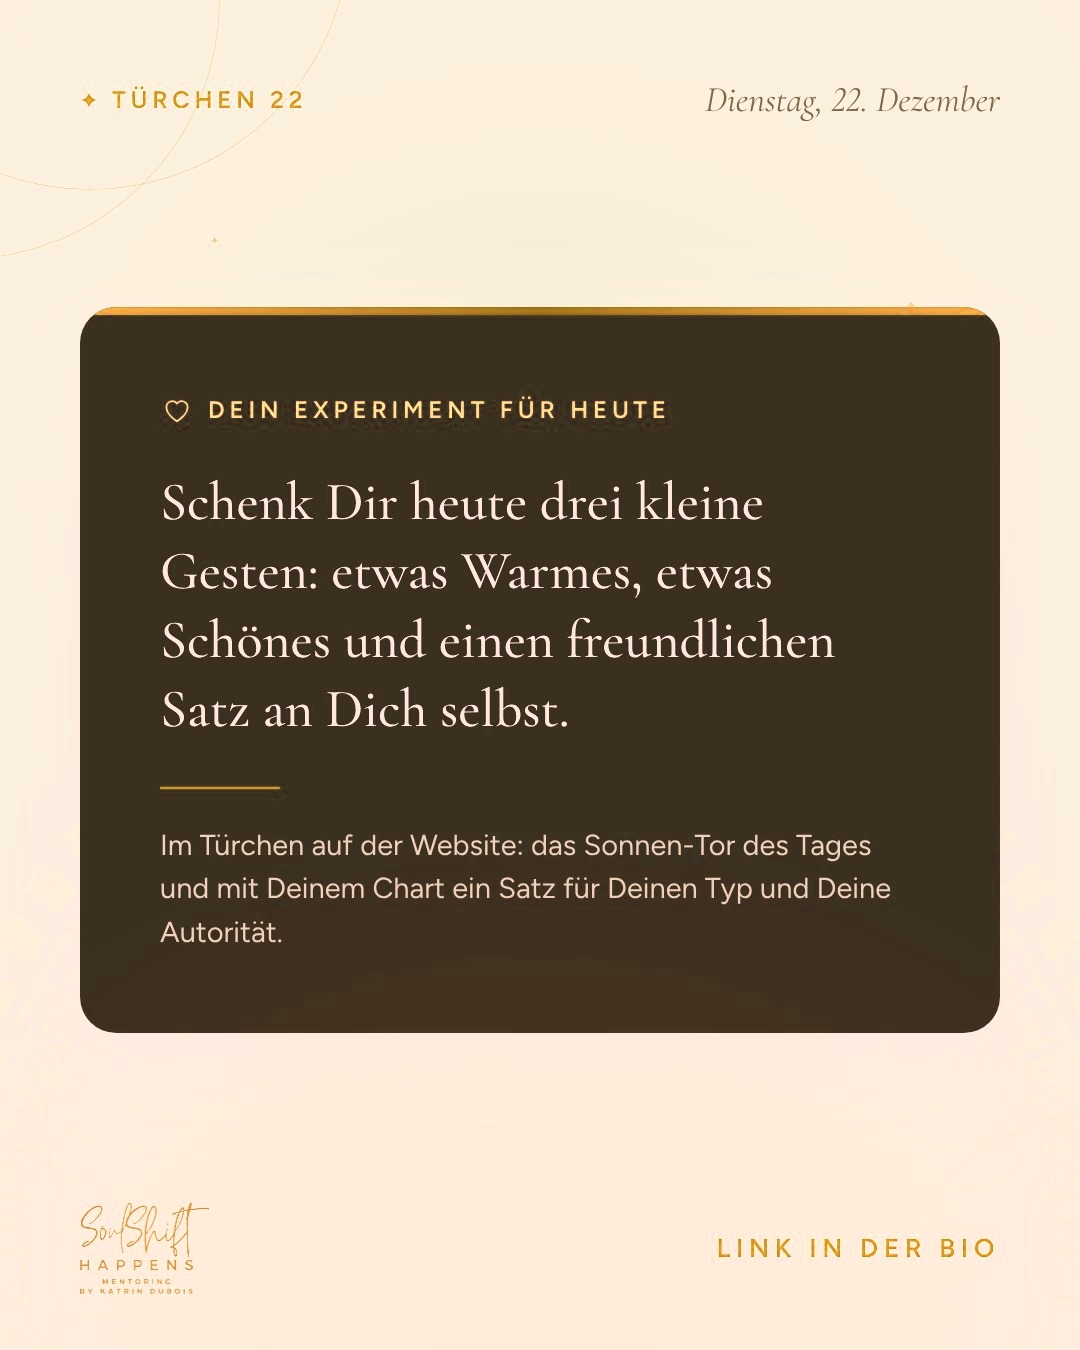 TÜRCHEN 22
Dienstag, 22. Dezember
DEIN EXPERIMENT FÜR HEUTE
Schenk Dir heute drei kleine
Gesten: etwas Warmes, etwas
Schönes und einen freundlichen
Satz an Dich selbst.
Im Türchen auf der Website: das Sonnen-Tor des Tages
und mit Deinem Chart ein Satz für Deinen Typ und Deine
Autorität.
SoulShift
HAPPENS
MENTORING
BY KATRIN DUBOIS
LINK IN DER BIO